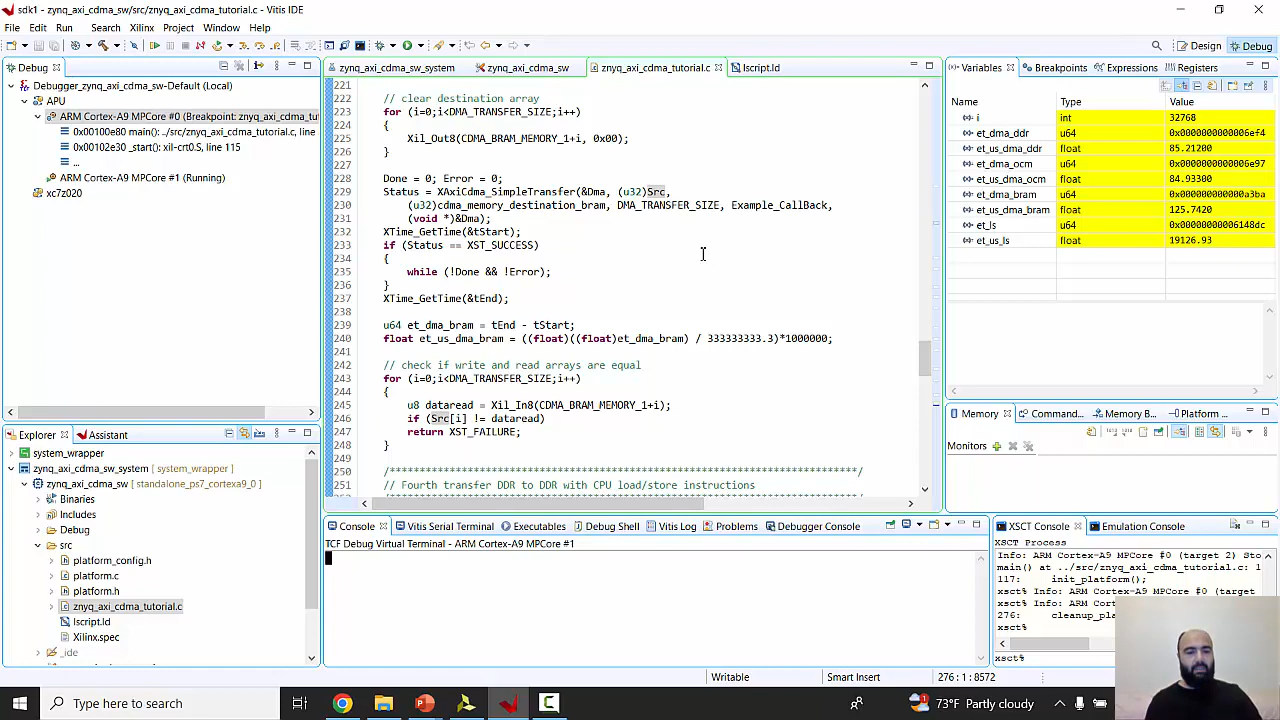 sdk1 - zynq_axi_cdma_sw/src/znyq_axi_cdma_tutorial.c - Vitis IDE
File Edit Run Search Xilinx Project Window Help
Design Debug
Debug
Debugger_zynq_axi_cdma_sw-Default (Local)
APU
ARM Cortex-A9 MPCore #0 (Breakpoint: znyq_axi_cdma_tu
0x00100e80 main(): ../src/znyq_axi_cdma_tutorial.c, line
0x00102e30 _start(): xil-crt0.S, line 115
...
ARM Cortex-A9 MPCore #1 (Running)
xc7z020
zynq_axi_cdma_sw_system zynq_axi_cdma_sw znyq_axi_cdma_tutorial.c lscript.ld
221
222 // clear destination array
223 for (i=0;i<DMA_TRANSFER_SIZE;i++)
224 {
225 Xil_Out8(CDMA_BRAM_MEMORY_1+i, 0x00);
226 }
227
228 Done = 0; Error = 0;
229 Status = XAxiCdma_SimpleTransfer(&Dma, (u32)Src,
230 (u32)cdma_memory_destination_bram, DMA_TRANSFER_SIZE, Example_CallBack,
231 (void *)&Dma);
232 XTime_GetTime(&tStart);
233 if (Status == XST_SUCCESS)
234 {
235 while (!Done && !Error);
236 }
237 XTime_GetTime(&tEnd);
238
239 u64 et_dma_bram = tEnd - tStart;
240 float et_us_dma_bram = ((float)((float)et_dma_bram) / 333333333.3)*1000000;
241
242 // check if write and read arrays are equal
243 for (i=0;i<DMA_TRANSFER_SIZE;i++)
244 {
245 u8 dataread = Xil_In8(CDMA_BRAM_MEMORY_1+i);
246 if (Src[i] != dataread)
247 return XST_FAILURE;
248 }
249
250 /*******************************************************************************/
251 // Fourth transfer DDR to DDR with CPU load/store instructions
Variables Breakpoints Expressions Registers
Name Type Value
i int 32768
et_dma_ddr u64 0x0000000000006ef4
et_us_dma_ddr float 85.21200
et_dma_ocm u64 0x0000000000006e97
et_us_dma_ocm float 84.93300
et_dma_bram u64 0x000000000000a3ba
et_us_dma_bram float 125.7420
et_ls u64 0x00000000006148dc
et_us_ls float 19126.93
Memory Comman... Memory B... Platform ...
Monitors
Explorer Assistant
system_wrapper
zynq_axi_cdma_sw_system [ system_wrapper ]
zynq_axi_cdma_sw [ standalone_ps7_cortexa9_0 ]
Binaries
Includes
Debug
src
platform_config.h
platform.c
platform.h
znyq_axi_cdma_tutorial.c
lscript.ld
Xilinx.spec
_ide
Console Vitis Serial Terminal Executables Debug Shell Vitis Log Problems Debugger Console
TCF Debug Virtual Terminal - ARM Cortex-A9 MPCore #1
XSCT Console Emulation Console
XSCT Process
Info: ARM Cortex-A9 MPCore #0 (target 2) Sto
main() at ../src/znyq_axi_cdma_tutorial.c: 1
117: init_platform();
xsct% Info: ARM Cortex-A9 MPCore #0 (target
xsct% Info: ARM Cort
276: cleanup_pla
xsct%
xsct%
Writable Smart Insert 276 : 1 : 8572
Type here to search
73°F Partly cloudy